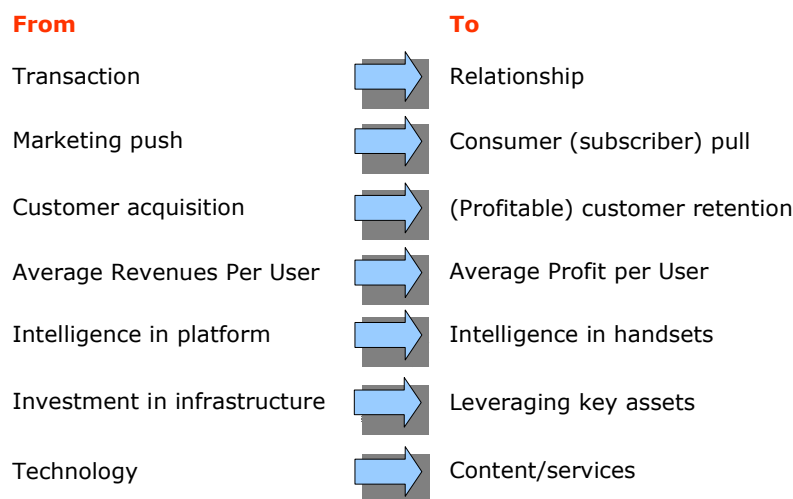 From To
Transaction Relationship
Marketing push Consumer (subscriber) pull
Customer acquisition (Profitable) customer retention
Average Revenues Per User Average Profit per User
Intelligence in platform Intelligence in handsets
Investment in infrastructure Leveraging key assets
Technology Content/services